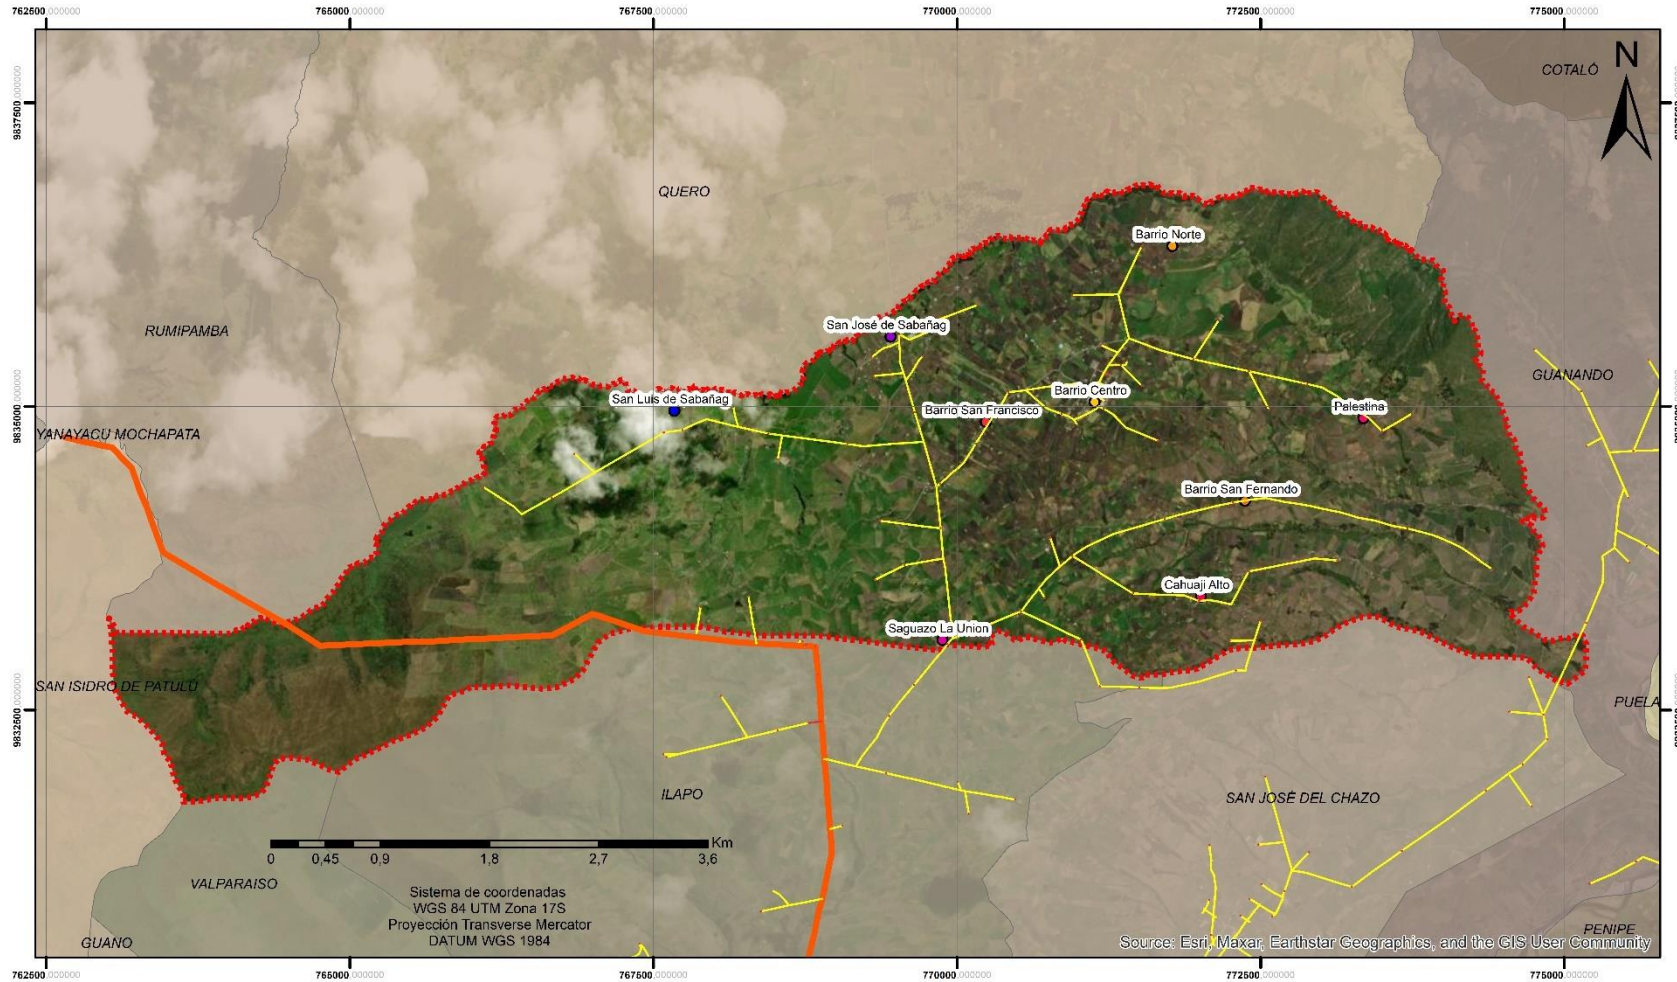 762500,000000 765000,000000 767500,000000 770000,000000 772500,000000 775000,000000
N
COTALÓ
9837500,000000
QUERO
Barrio Norte
RUMIPAMBA
San José de Sabañag
GUANANDO
San Luis de Sabañag
Barrio Centro
Barrio San Francisco
Palestina
9835000,000000
YANAYACU MOCHAPATA
Barrio San Fernando
Cahuaji Alto
Saguazo La Union
SAN ISIDRO DE PATULÚ
PUELA
9832500,000000
ILAPO
SAN JOSÉ DEL CHAZO
Km
0 0,45 0,9 1,8 2,7 3,6
VALPARAISO
Sistema de coordenadas
WGS 84 UTM Zona 17S
Proyección Transverse Mercator
DATUM WGS 1984
GUANO
PENIPE
Source: Esri, Maxar, Earthstar Geographics, and the GIS User Community
762500,000000 765000,000000 767500,000000 770000,000000 772500,000000 775000,000000